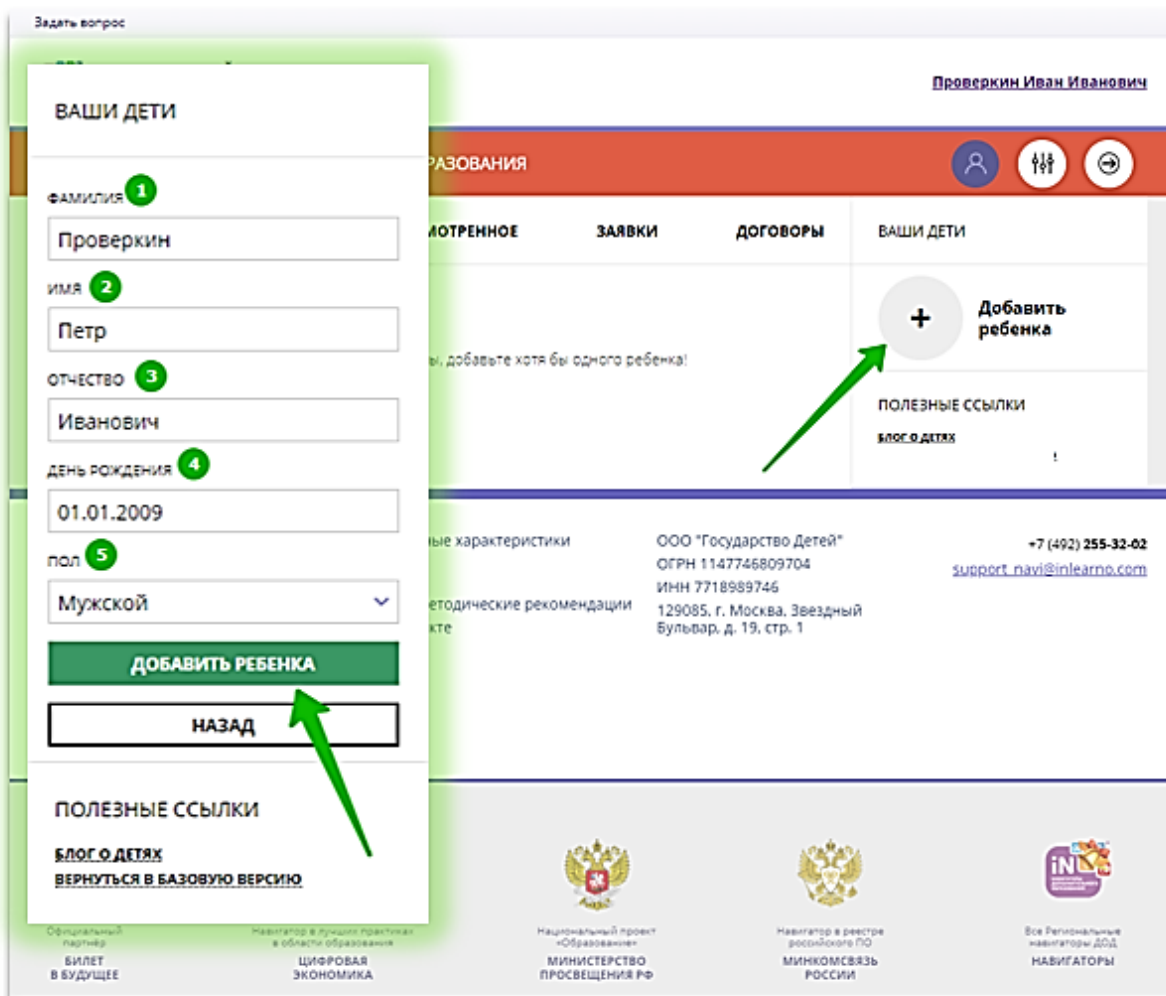 Задать вопрос
Проверкин Иван Иванович
ВАШИ ДЕТИ
ФАМИЛИЯ 1
Проверкин
ИМЯ 2
Петр
ОТЧЕСТВО 3
Иванович
ДЕНЬ РОЖДЕНИЯ 4
01.01.2009
ПОЛ 5
Мужской
ДОБАВИТЬ РЕБЕНКА
НАЗАД
ПОЛЕЗНЫЕ ССЫЛКИ
БЛОГ О ДЕТЯХ
ВЕРНУТЬСЯ В БАЗОВУЮ ВЕРСИЮ
РАЗОВАНИЯ
МОТРЕННОЕ
ЗАЯВКИ
ДОГОВОРЫ
ы, добавьте хотя бы одного ребенка!
ВАШИ ДЕТИ
+
Добавить
ребенка
ПОЛЕЗНЫЕ ССЫЛКИ
БЛОГ О ДЕТЯХ
ные характеристики
етодические рекомендации
кте
ООО "Государство Детей"
ОГРН 1147746809704
ИНН 7718989746
129085, г. Москва, Звездный
Бульвар, д. 19, стр. 1
+7 (492) 255-32-02
support_navi@inlearno.com
Официальный
партнёр
БИЛЕТ
В БУДУЩЕЕ
Навигатор в лучших практиках
в области образования
ЦИФРОВАЯ
ЭКОНОМИКА
Национальный проект
«Образование»
МИНИСТЕРСТВО
ПРОСВЕЩЕНИЯ РФ
Навигатор в реестре
российского ПО
МИНКОМСВЯЗЬ
РОССИИ
iN
Все Региональные
навигаторы ДОД
НАВИГАТОРЫ